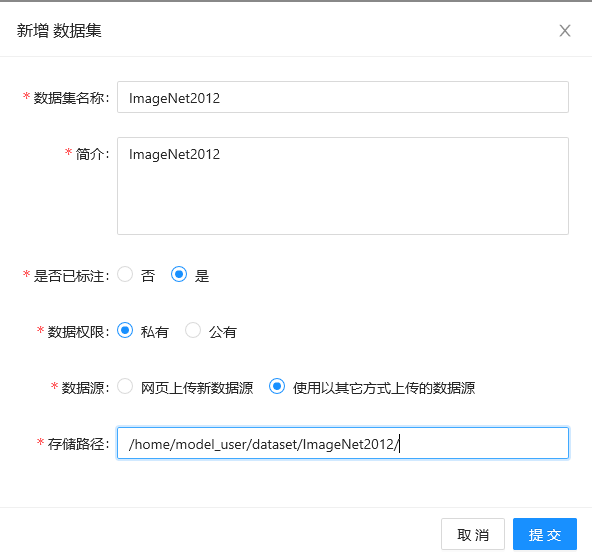 新增 数据集
* 数据集名称: ImageNet2012
* 简介: ImageNet2012
* 是否已标注: 否 是
* 数据权限: 私有 公有
* 数据源: 网页上传新数据源 使用以其它方式上传的数据源
* 存储路径: /home/model_user/dataset/ImageNet2012/
取 消 提 交